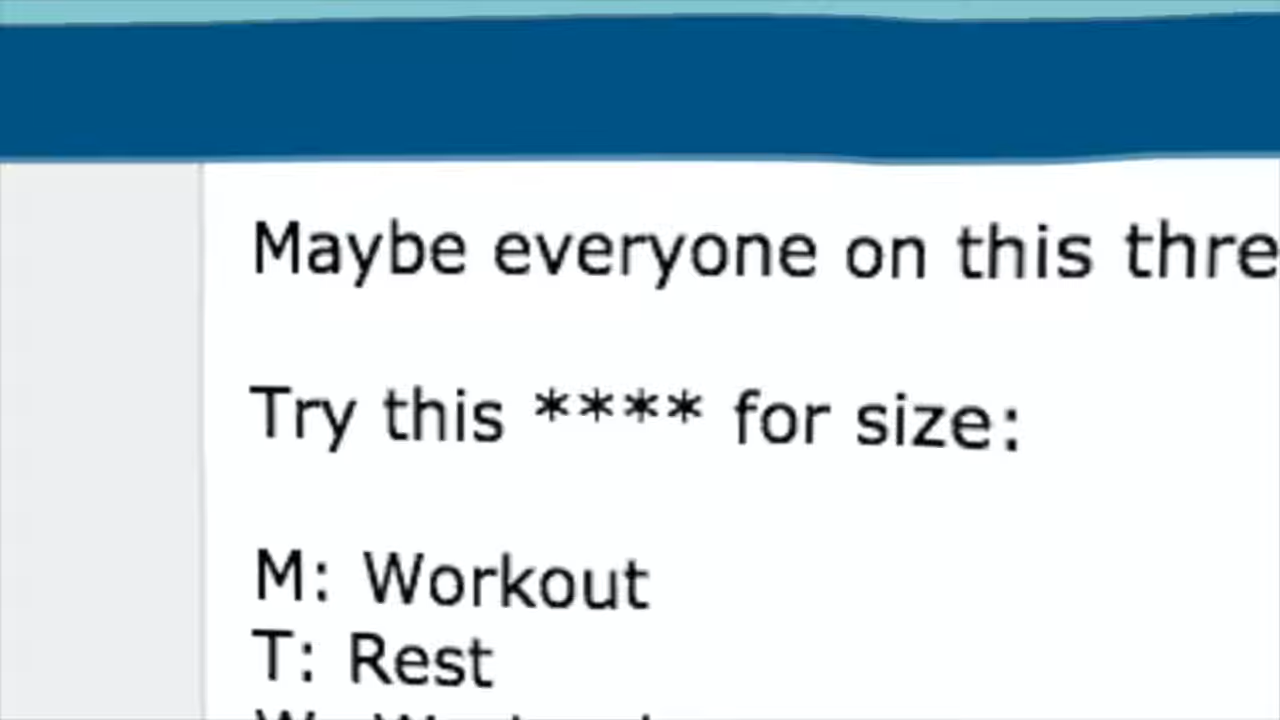 Maybe everyone on this thre
Try this **** for size:
M: Workout
T: Rest